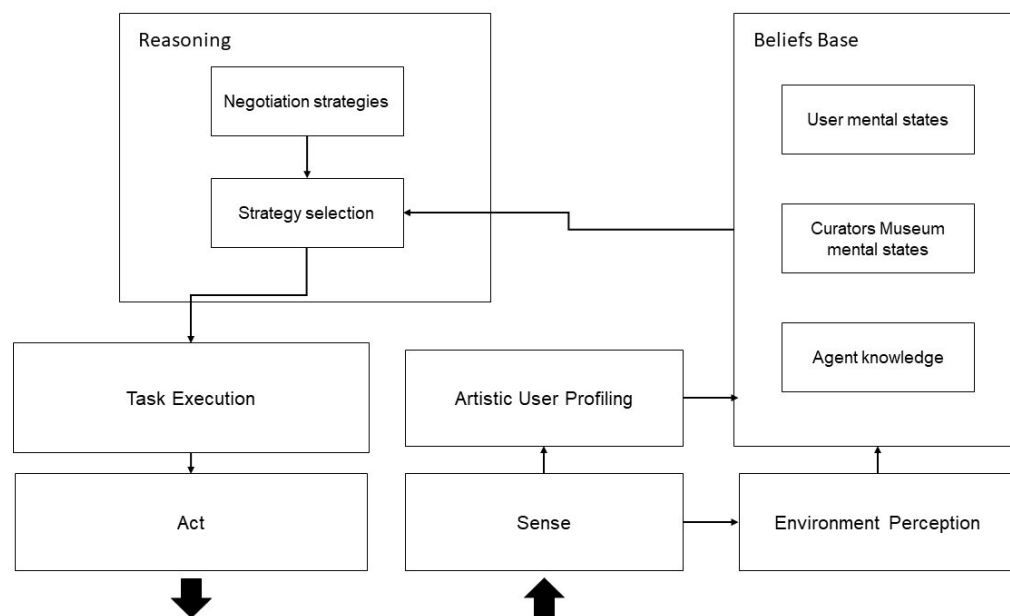 Reasoning
Negotiation strategies
Strategy selection
Beliefs Base
User mental states
Curators Museum
mental states
Agent knowledge
Task Execution
Artistic User Profiling
Act
Sense
Environment Perception